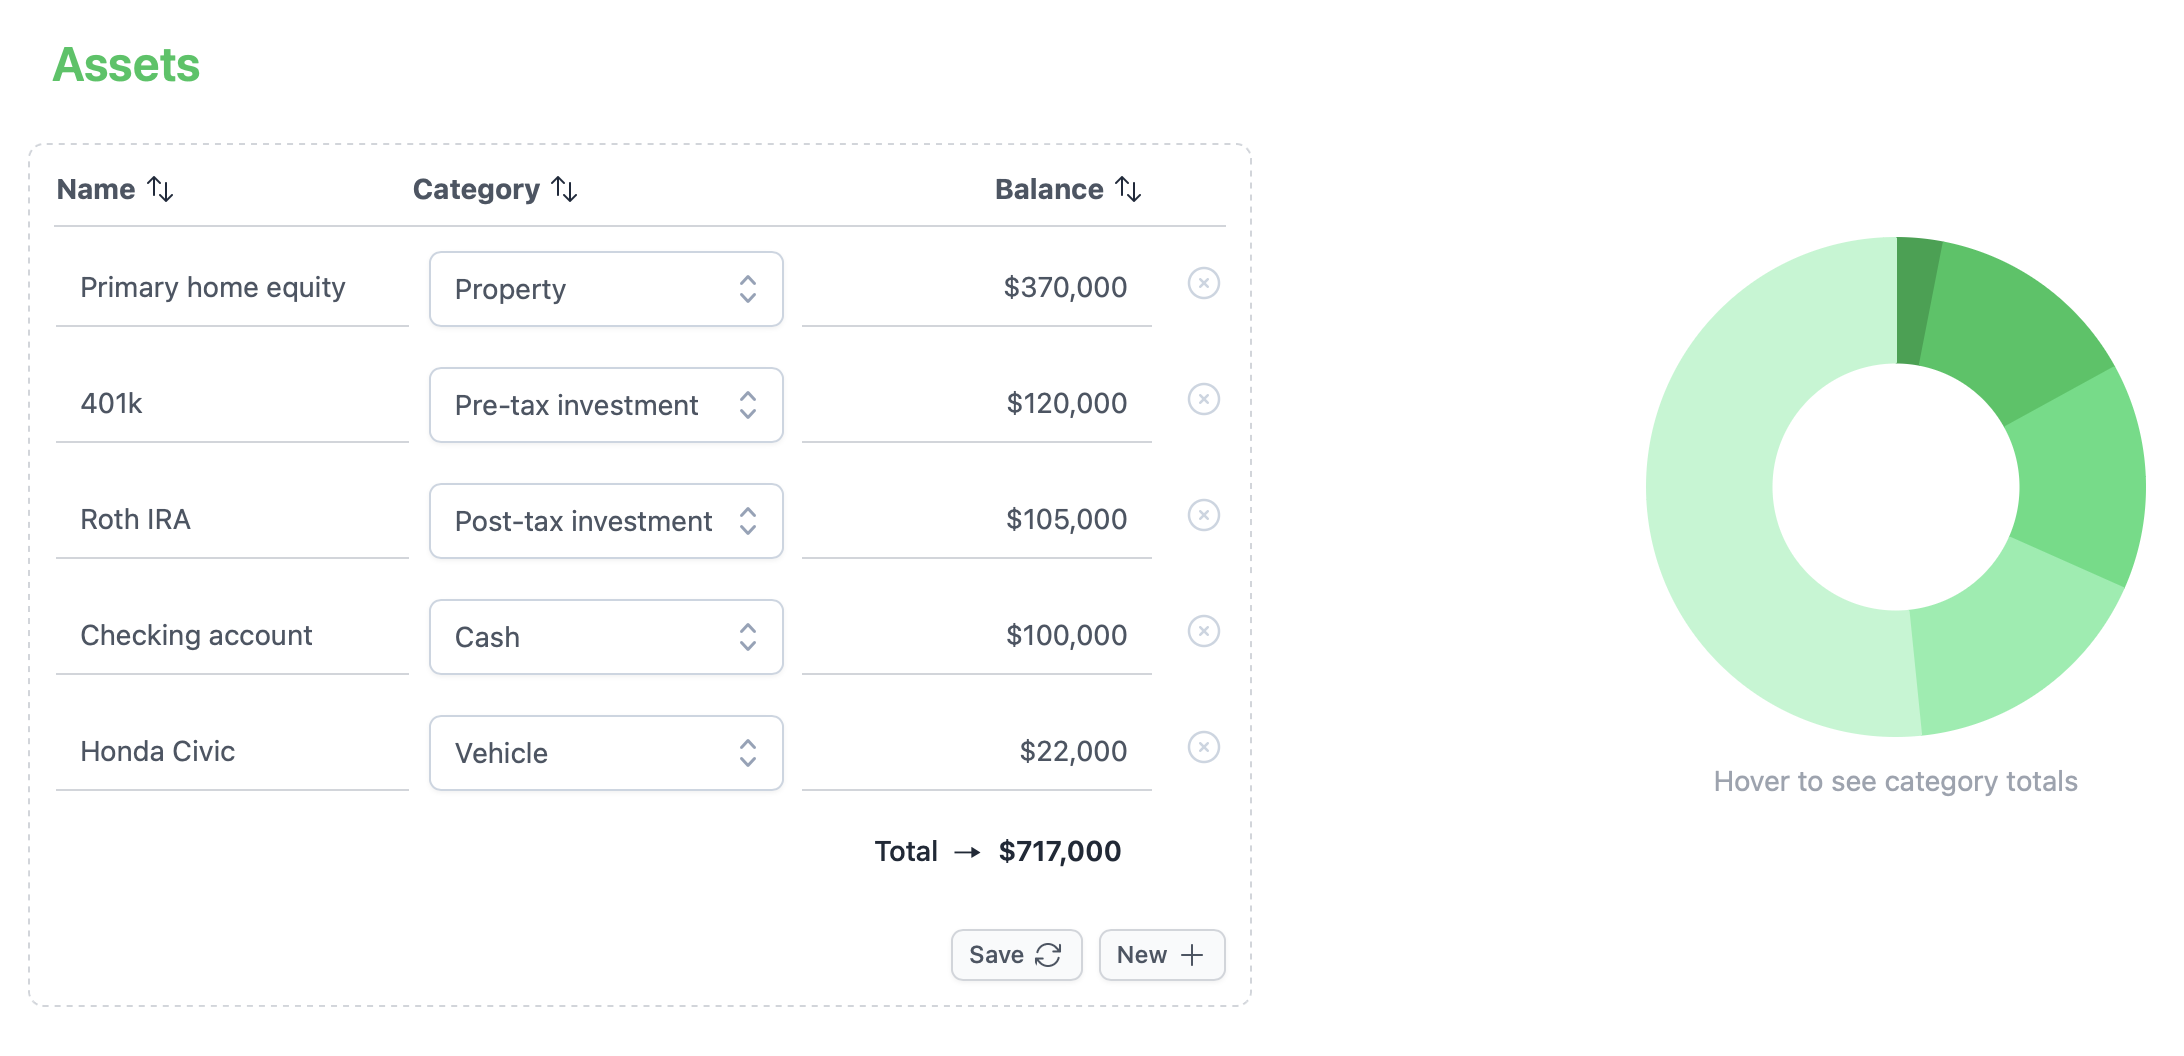 Assets
Name Category Balance
Primary home equity Property $370,000
401k Pre-tax investment $120,000
Roth IRA Post-tax investment $105,000
Checking account Cash $100,000
Honda Civic Vehicle $22,000
Hover to see category totals
Total → $717,000
Save New